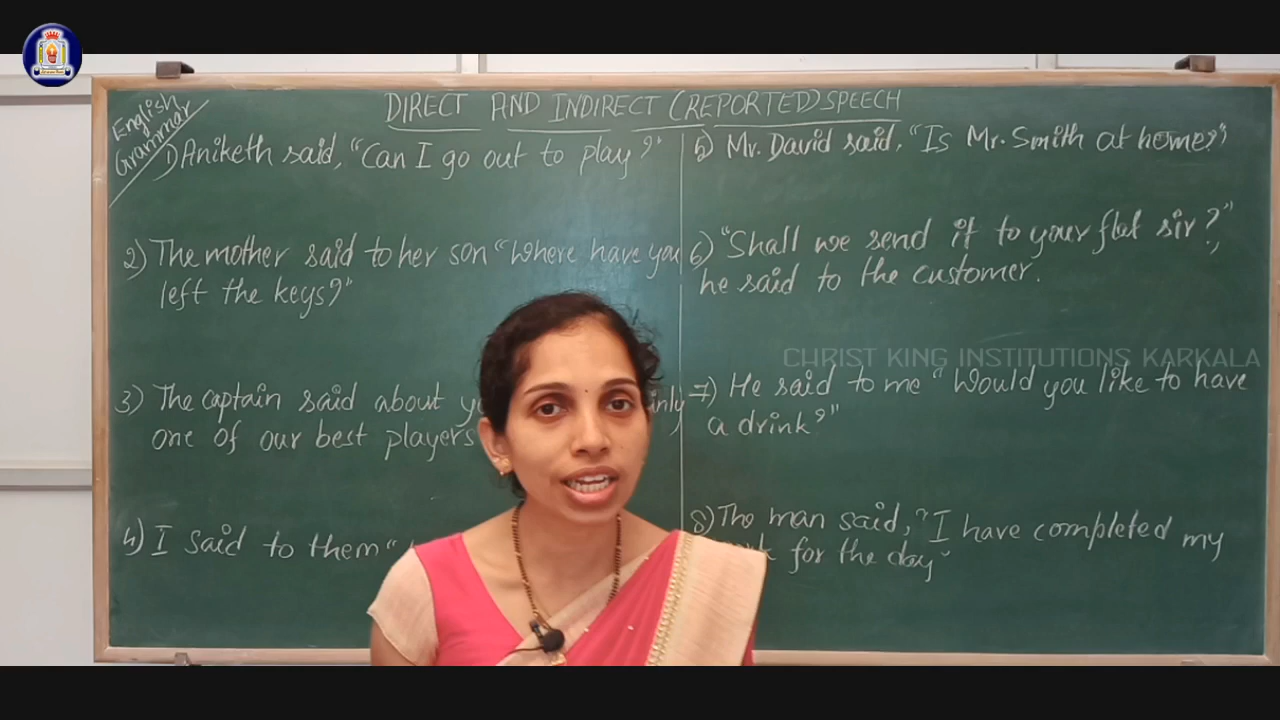 English
Grammar
DIRECT AND INDIRECT (REPORTED) SPEECH
1) Aniketh said, "Can I go out to play?"
2) The mother said to her son "Where have you
left the keys?"
3) The captain said about
one of our best players
4) I said to them "
5) Mr. David said, "Is Mr. Smith at home?"
6) "Shall we send it to your flat sir?",
he said to the customer.
7) He said to me "Would you like to have
a drink?"
8) The man said, "I have completed my
for the day"
CHRIST KING INSTITUTIONS KARKALA